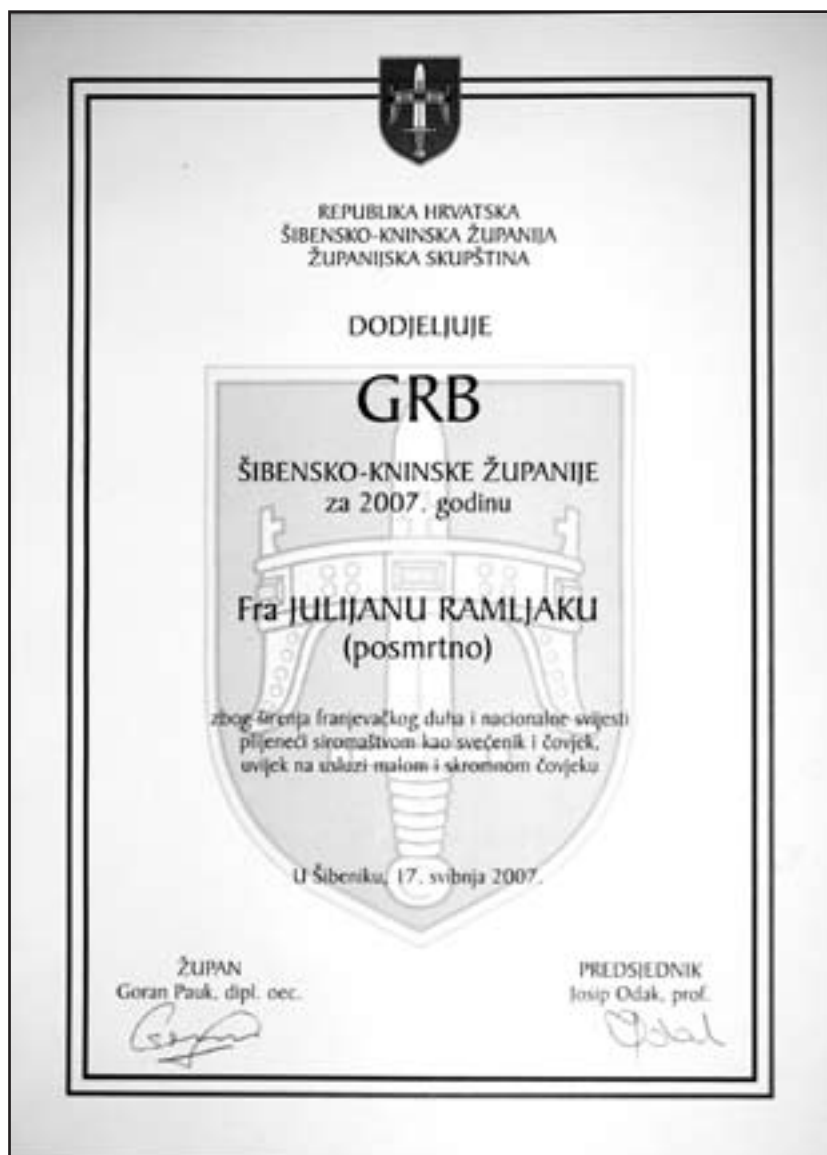 REPUBLIKA HRVATSKA
ŠIBENSKO-KNINSKA ŽUPANIJA
ŽUPANIJSKA SKUPŠTINA
DODJELJUJE
GRB
ŠIBENSKO-KNINSKE ŽUPANIJE
za 2007. godinu
Fra JULIJANU RAMLJAKU
(posmrtno)
zbog širenja franjevačkog duha i nacionalne svijesti
plijeneći siromaštvom kao svećenik i čovjek,
uvijek na usluzi malom i skromnom čovjeku
U Šibeniku, 17. svibnja 2007.
ŽUPAN
Goran Pauk, dipl. oec.
PREDSJEDNIK
Josip Odak, prof.